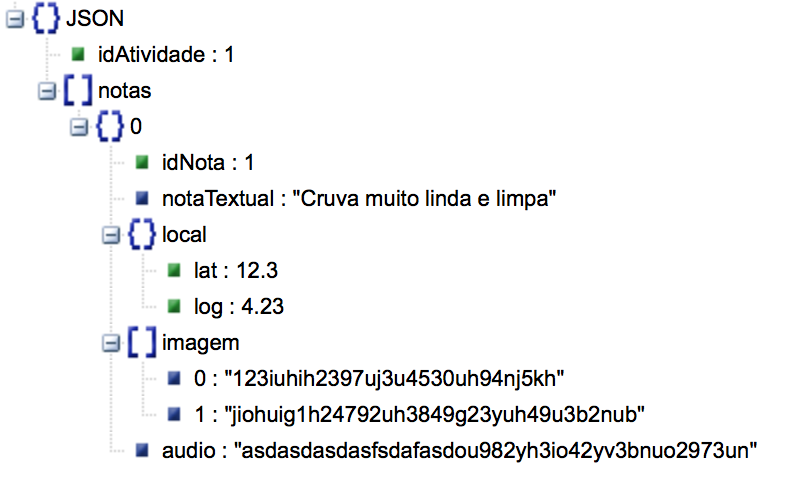 JSON
idAtividade : 1
notas
0
idNota : 1
notaTextual : "Cruva muito linda e limpa"
local
lat : 12.3
log : 4.23
imagem
0 : "123iuhih2397uj3u4530uh94nj5kh"
1 : "jiohuig1h24792uh3849g23yuh49u3b2nub"
audio : "asdasdasdasfsdafasdou982yh3io42yv3bnuo2973un"